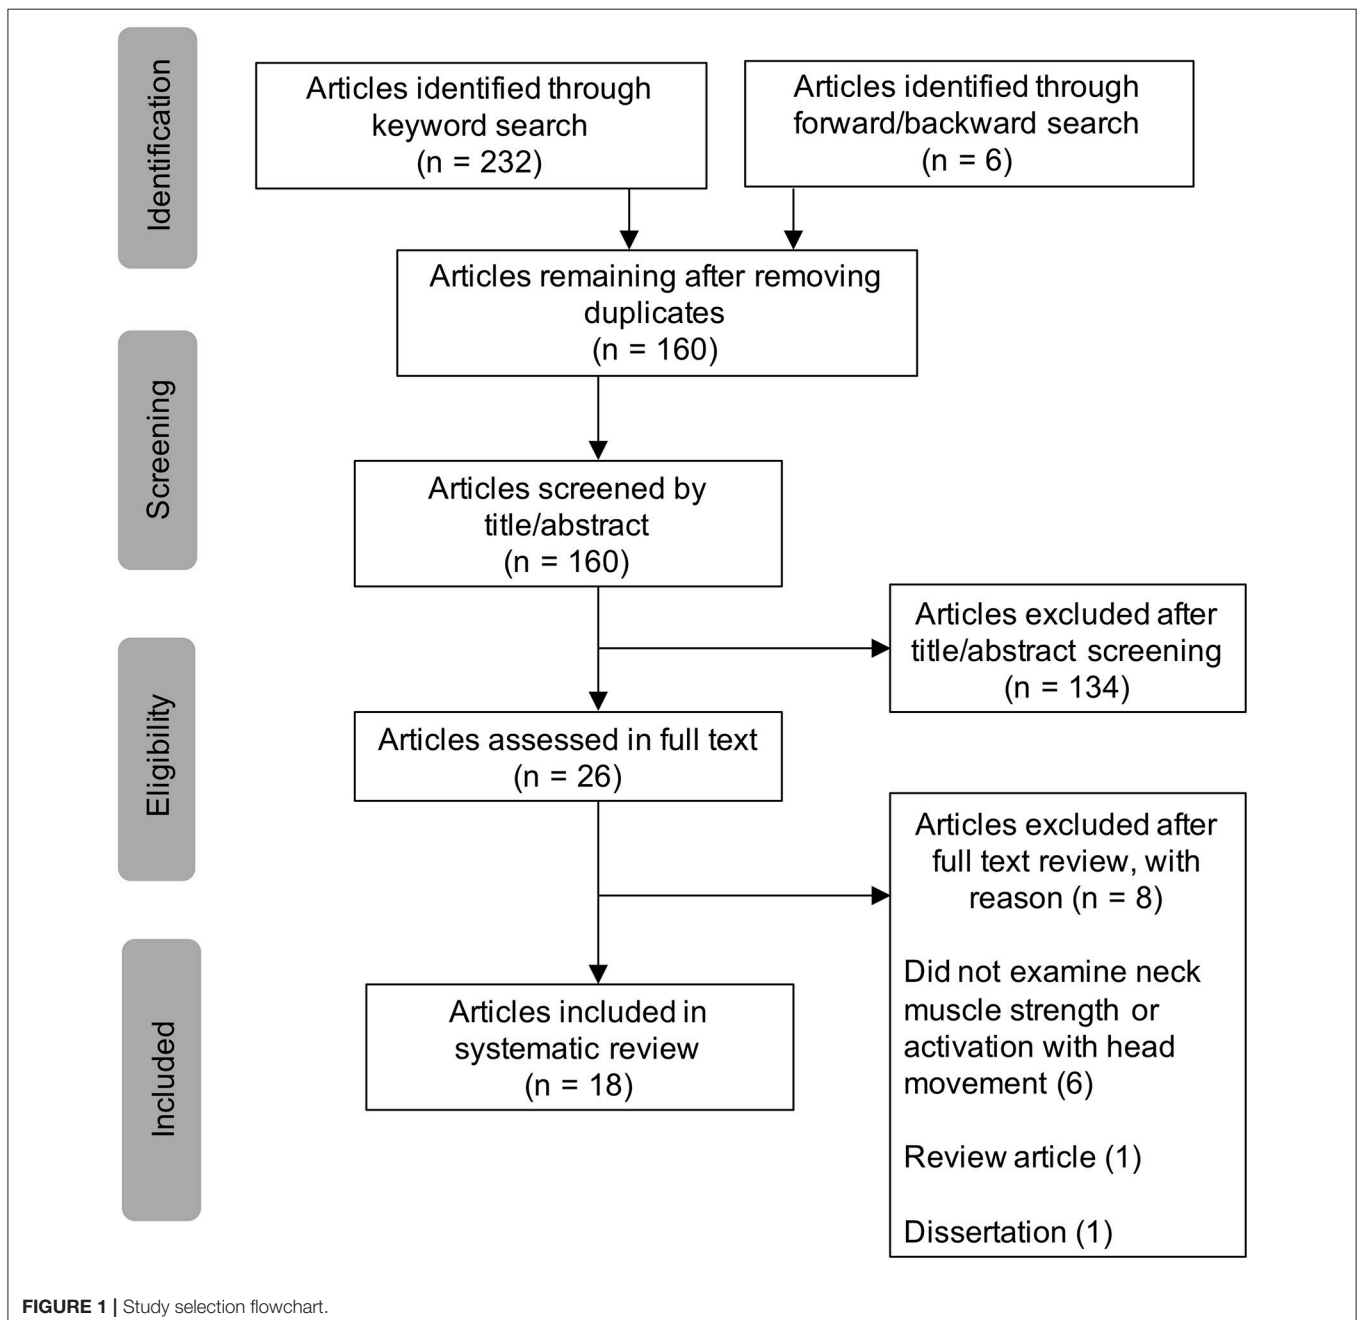 Identification
Articles identified through
keyword search
(n = 232)
Articles identified through
forward/backward search
(n = 6)
Articles remaining after removing
duplicates
(n = 160)
Screening
Articles screened by
title/abstract
(n = 160)
Articles excluded after
title/abstract screening
(n = 134)
Eligibility
Articles assessed in full text
(n = 26)
Articles excluded after
full text review, with
reason (n = 8)
Did not examine neck
muscle strength or
activation with head
movement (6)
Review article (1)
Dissertation (1)
Included
Articles included in
systematic review
(n = 18)
FIGURE 1 | Study selection flowchart.